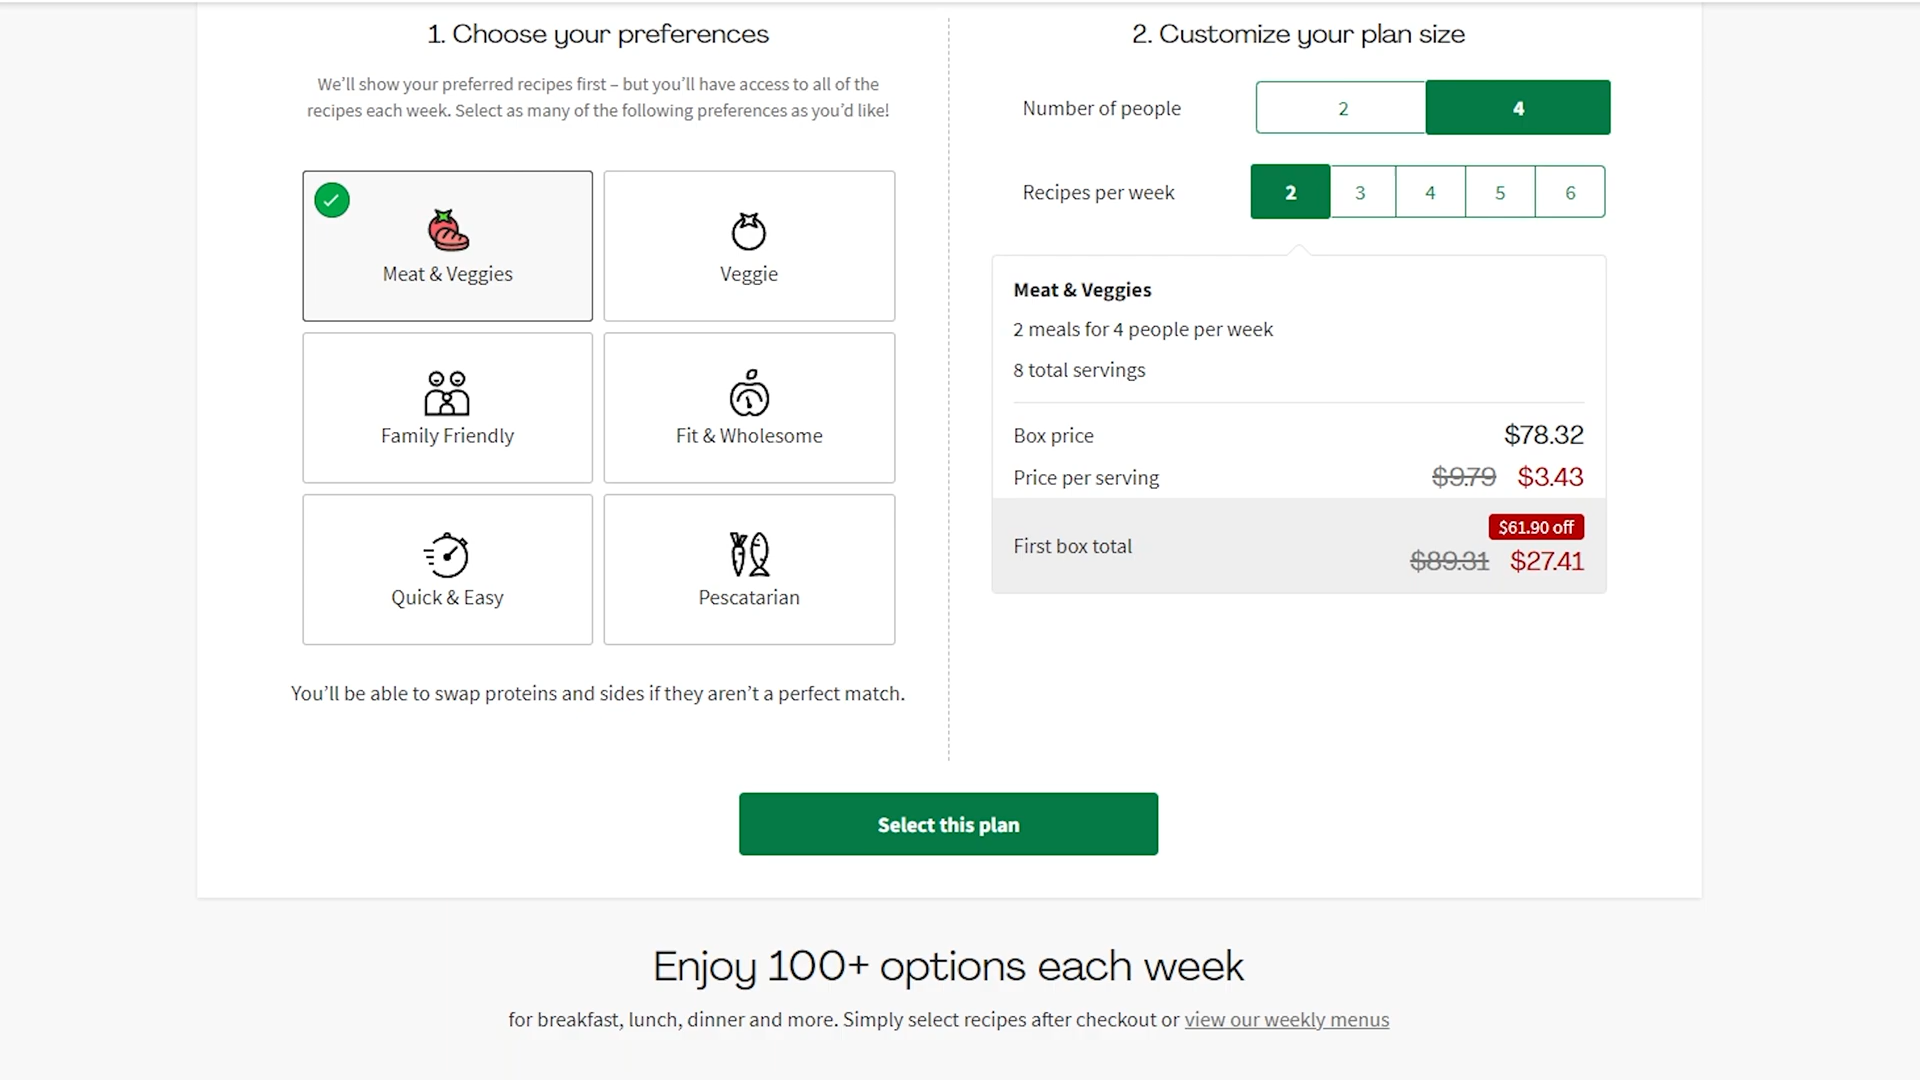 1. Choose your preferences
We'll show your preferred recipes first – but you'll have access to all of the
recipes each week. Select as many of the following preferences as you'd like!
Meat & Veggies
Veggie
Family Friendly
Fit & Wholesome
Quick & Easy
Pescatarian
You'll be able to swap proteins and sides if they aren't a perfect match.
2. Customize your plan size
Number of people
2
4
Recipes per week
2
3
4
5
6
Meat & Veggies
2 meals for 4 people per week
8 total servings
Box price $78.32
Price per serving $9.79 $3.43
$61.90 off
First box total $89.31 $27.41
Select this plan
Enjoy 100+ options each week
for breakfast, lunch, dinner and more. Simply select recipes after checkout or view our weekly menus